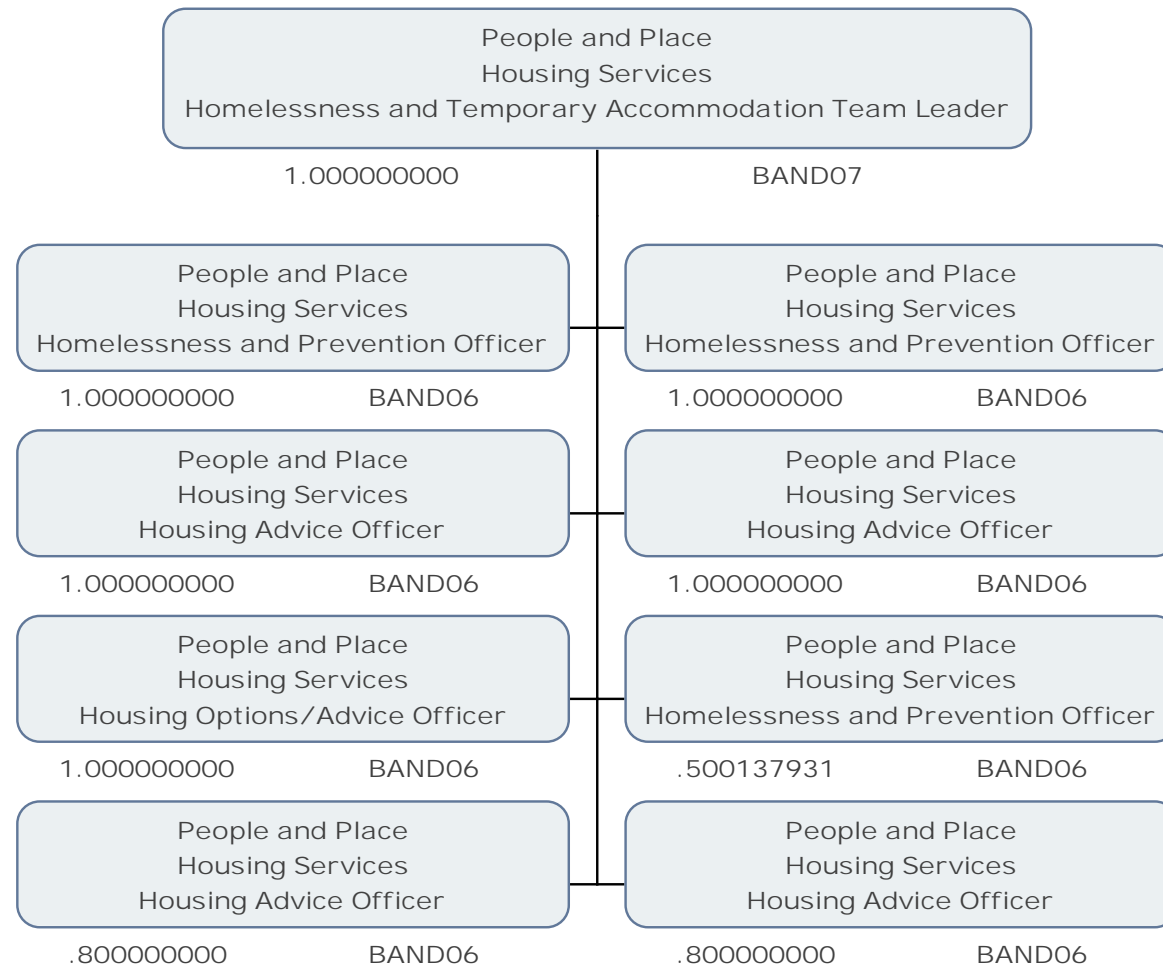 People and Place
Housing Services
Homelessness and Temporary Accommodation Team Leader
1.000000000 BAND07
People and Place
Housing Services
Homelessness and Prevention Officer
1.000000000 BAND06
People and Place
Housing Services
Homelessness and Prevention Officer
1.000000000 BAND06
People and Place
Housing Services
Housing Advice Officer
1.000000000 BAND06
People and Place
Housing Services
Housing Advice Officer
1.000000000 BAND06
People and Place
Housing Services
Housing Options/Advice Officer
1.000000000 BAND06
People and Place
Housing Services
Homelessness and Prevention Officer
.500137931 BAND06
People and Place
Housing Services
Housing Advice Officer
.800000000 BAND06
People and Place
Housing Services
Housing Advice Officer
.800000000 BAND06